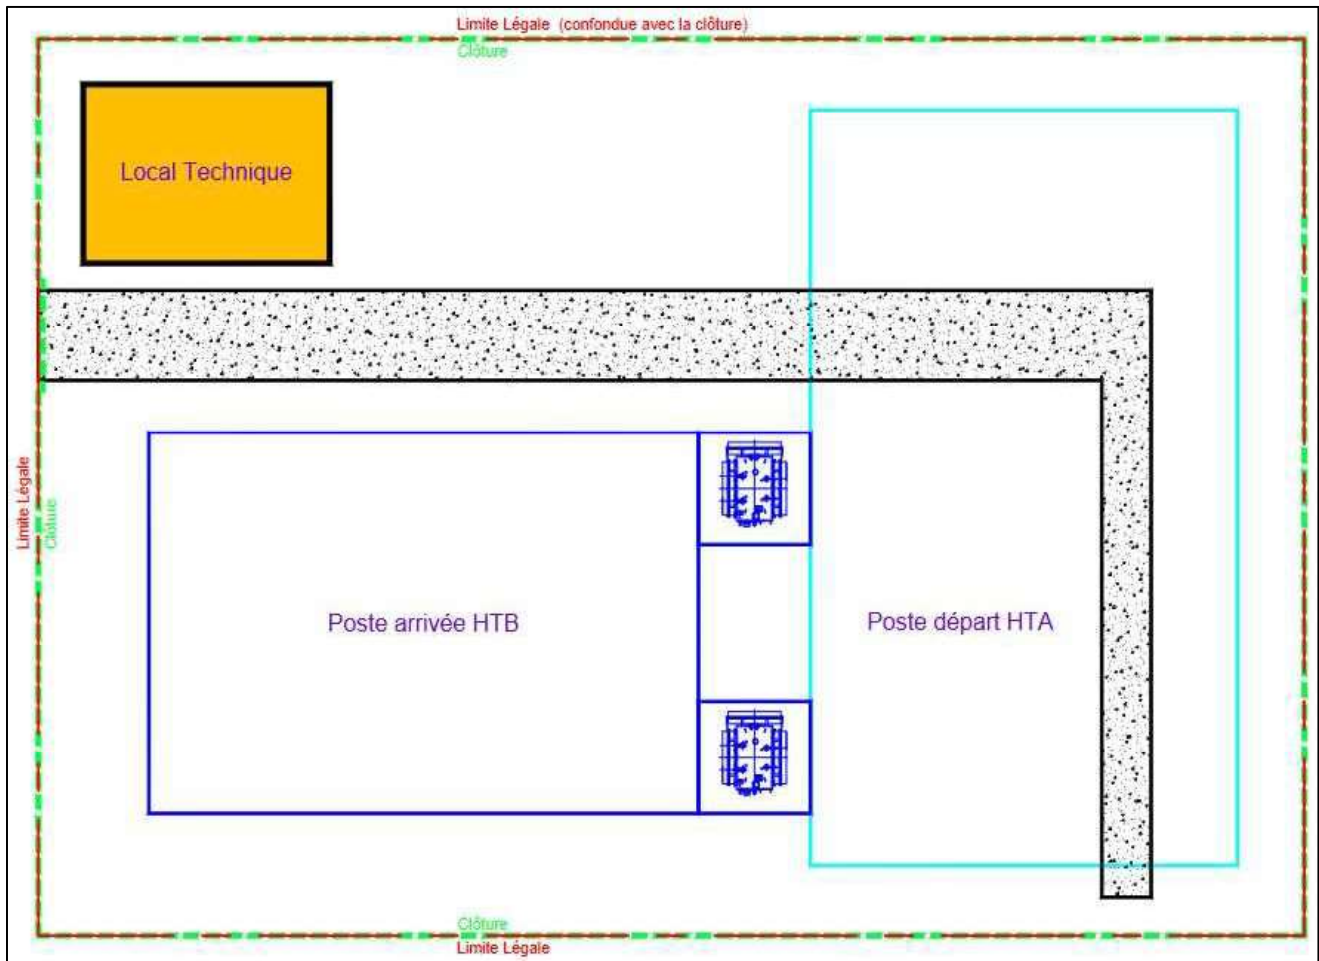 Limite Légale (confondue avec la clôture)
Clôture
Local Technique
Limite Légale
Clôture
Poste arrivée HTB
Poste départ HTA
Clôture
Limite Légale